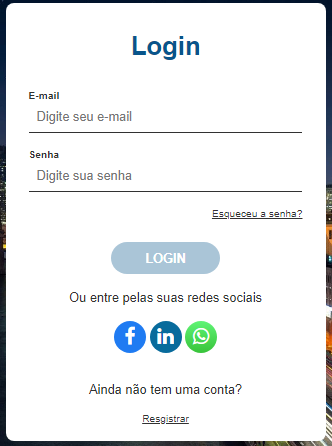 Login
E-mail
Digite seu e-mail
Senha
Digite sua senha
Esqueceu a senha?
LOGIN
Ou entre pelas suas redes sociais
Ainda não tem uma conta?
Resgistrar